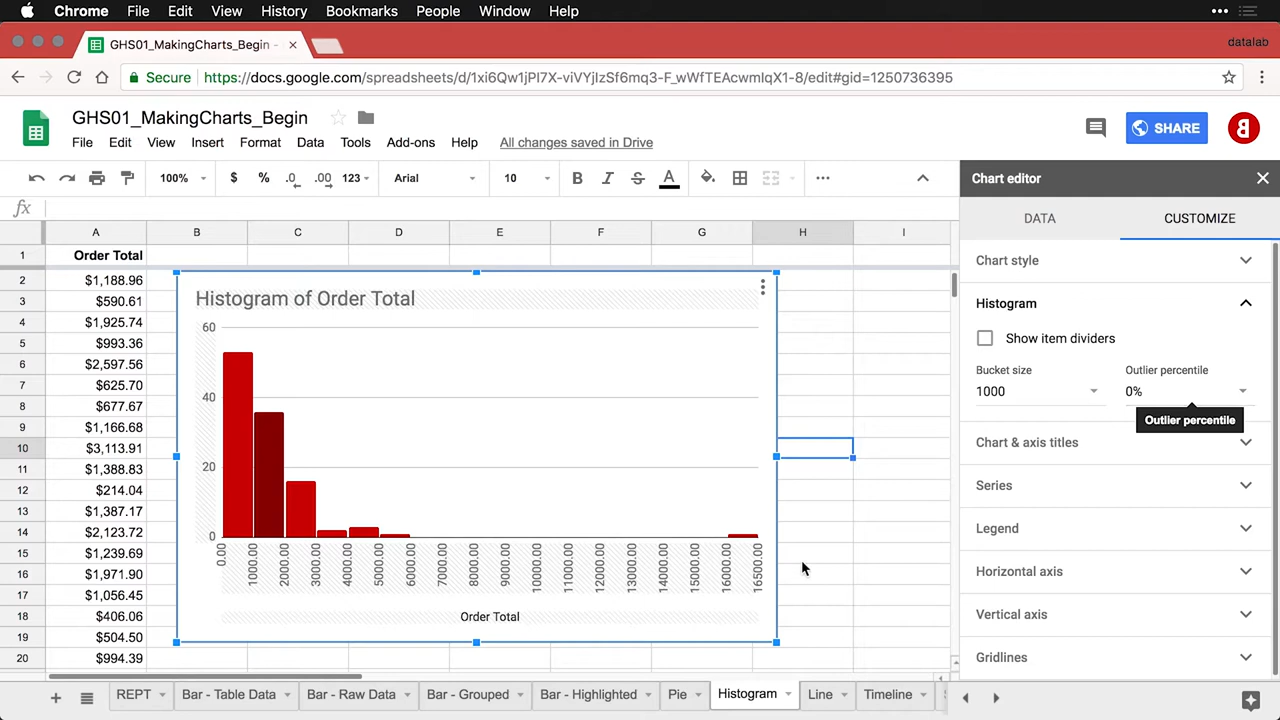 Chrome File Edit View History Bookmarks People Window Help
GHS01_MakingCharts_Begin -
datalab
Secure https://docs.google.com/spreadsheets/d/1xi6Qw1jPl7X-viVYjIzSf6mq3-F_wWfTEAcwmIqX1-8/edit#gid=1250736395
GHS01_MakingCharts_Begin
SHARE
File Edit View Insert Format Data Tools Add-ons Help All changes saved in Drive
100% $ % .0 .00 123 Arial 10 B I S A
Chart editor
fx
DATA CUSTOMIZE
A B C D E F G H I
1 Order Total
2 $1,188.96
3 $590.61
4 $1,925.74
5 $993.36
6 $2,597.56
7 $625.70
8 $677.67
9 $1,166.68
10 $3,113.91
11 $1,388.83
12 $214.04
13 $1,387.17
14 $2,123.72
15 $1,239.69
16 $1,971.90
17 $1,056.45
18 $406.06
19 $504.50
20 $994.39
Histogram of Order Total
60
40
20
0
0.00 1000.00 2000.00 3000.00 4000.00 5000.00 6000.00 7000.00 8000.00 9000.00 10000.00 11000.00 12000.00 13000.00 14000.00 15000.00 16000.00 16500.00
Order Total
Chart style
Histogram
Show item dividers
Bucket size Outlier percentile
1000 0%
Outlier percentile
Chart & axis titles
Series
Legend
Horizontal axis
Vertical axis
Gridlines
REPT Bar - Table Data Bar - Raw Data Bar - Grouped Bar - Highlighted Pie Histogram Line Timeline